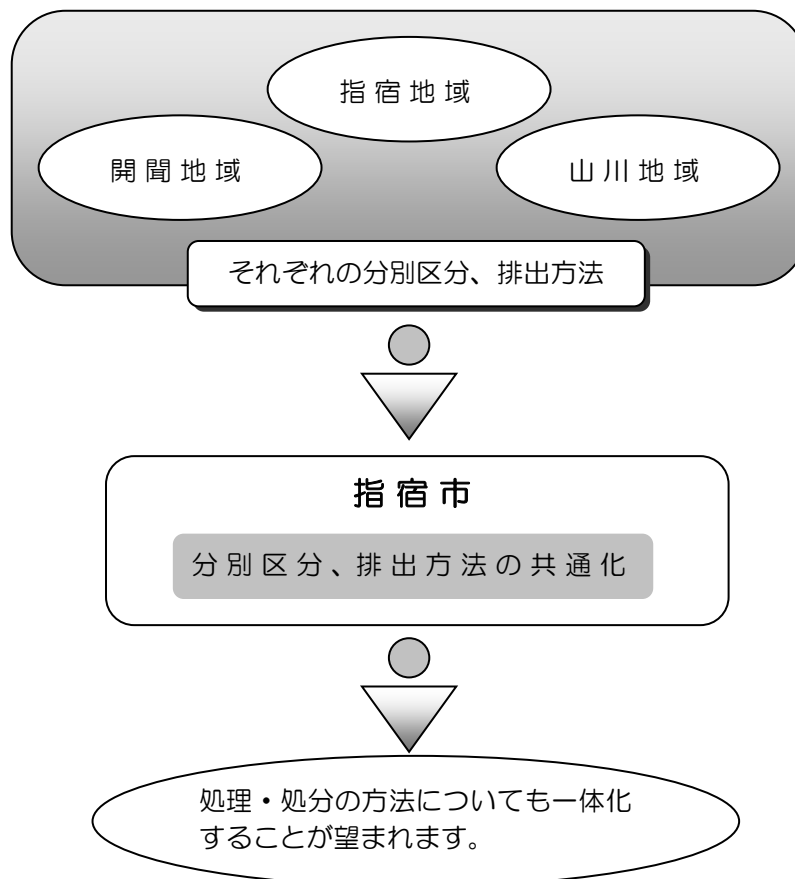 指宿地域
開聞地域
山川地域
それぞれの分別区分、排出方法
指宿市
分別区分、排出方法の共通化
処理・処分の方法についても一体化
することが望まれます。